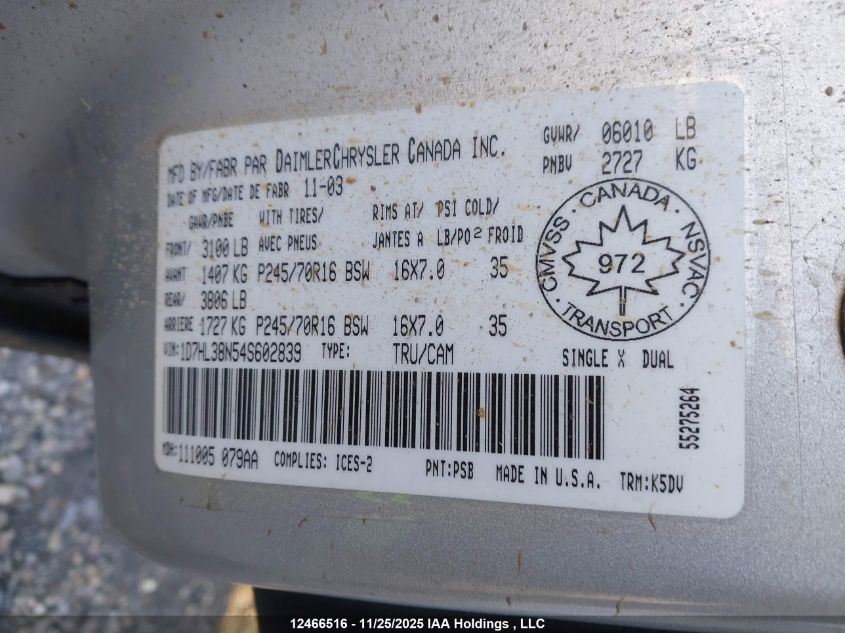 MFD BY/FABR PAR DAIMLERCHRYSLER CANADA INC.
GVWR/ 06010 LB
PNBV 2727 KG
DATE OF MFG/DATE DE FABR 11-03
GAWR/PNBE WITH TIRES/ RIMS AT/ PSI COLD/
FRONT/ 3100 LB AVEC PNEUS JANTES A LB/PO² FROID
AVANT 1407 KG P245/70R16 BSW 16X7.0 35
REAR/ 3806 LB
ARRIERE 1727 KG P245/70R16 BSW 16X7.0 35
CMVSS · CANADA · NSVAC · TRANSPORT ·
972
VIN: 1D7HL38N54S602839 TYPE: TRU/CAM SINGLE X DUAL
55275264
MDH: 111005 079AA COMPLIES: ICES-2 PNT:PSB MADE IN U.S.A. TRM:K5DV
12466516 - 11/25/2025 IAA Holdings , LLC